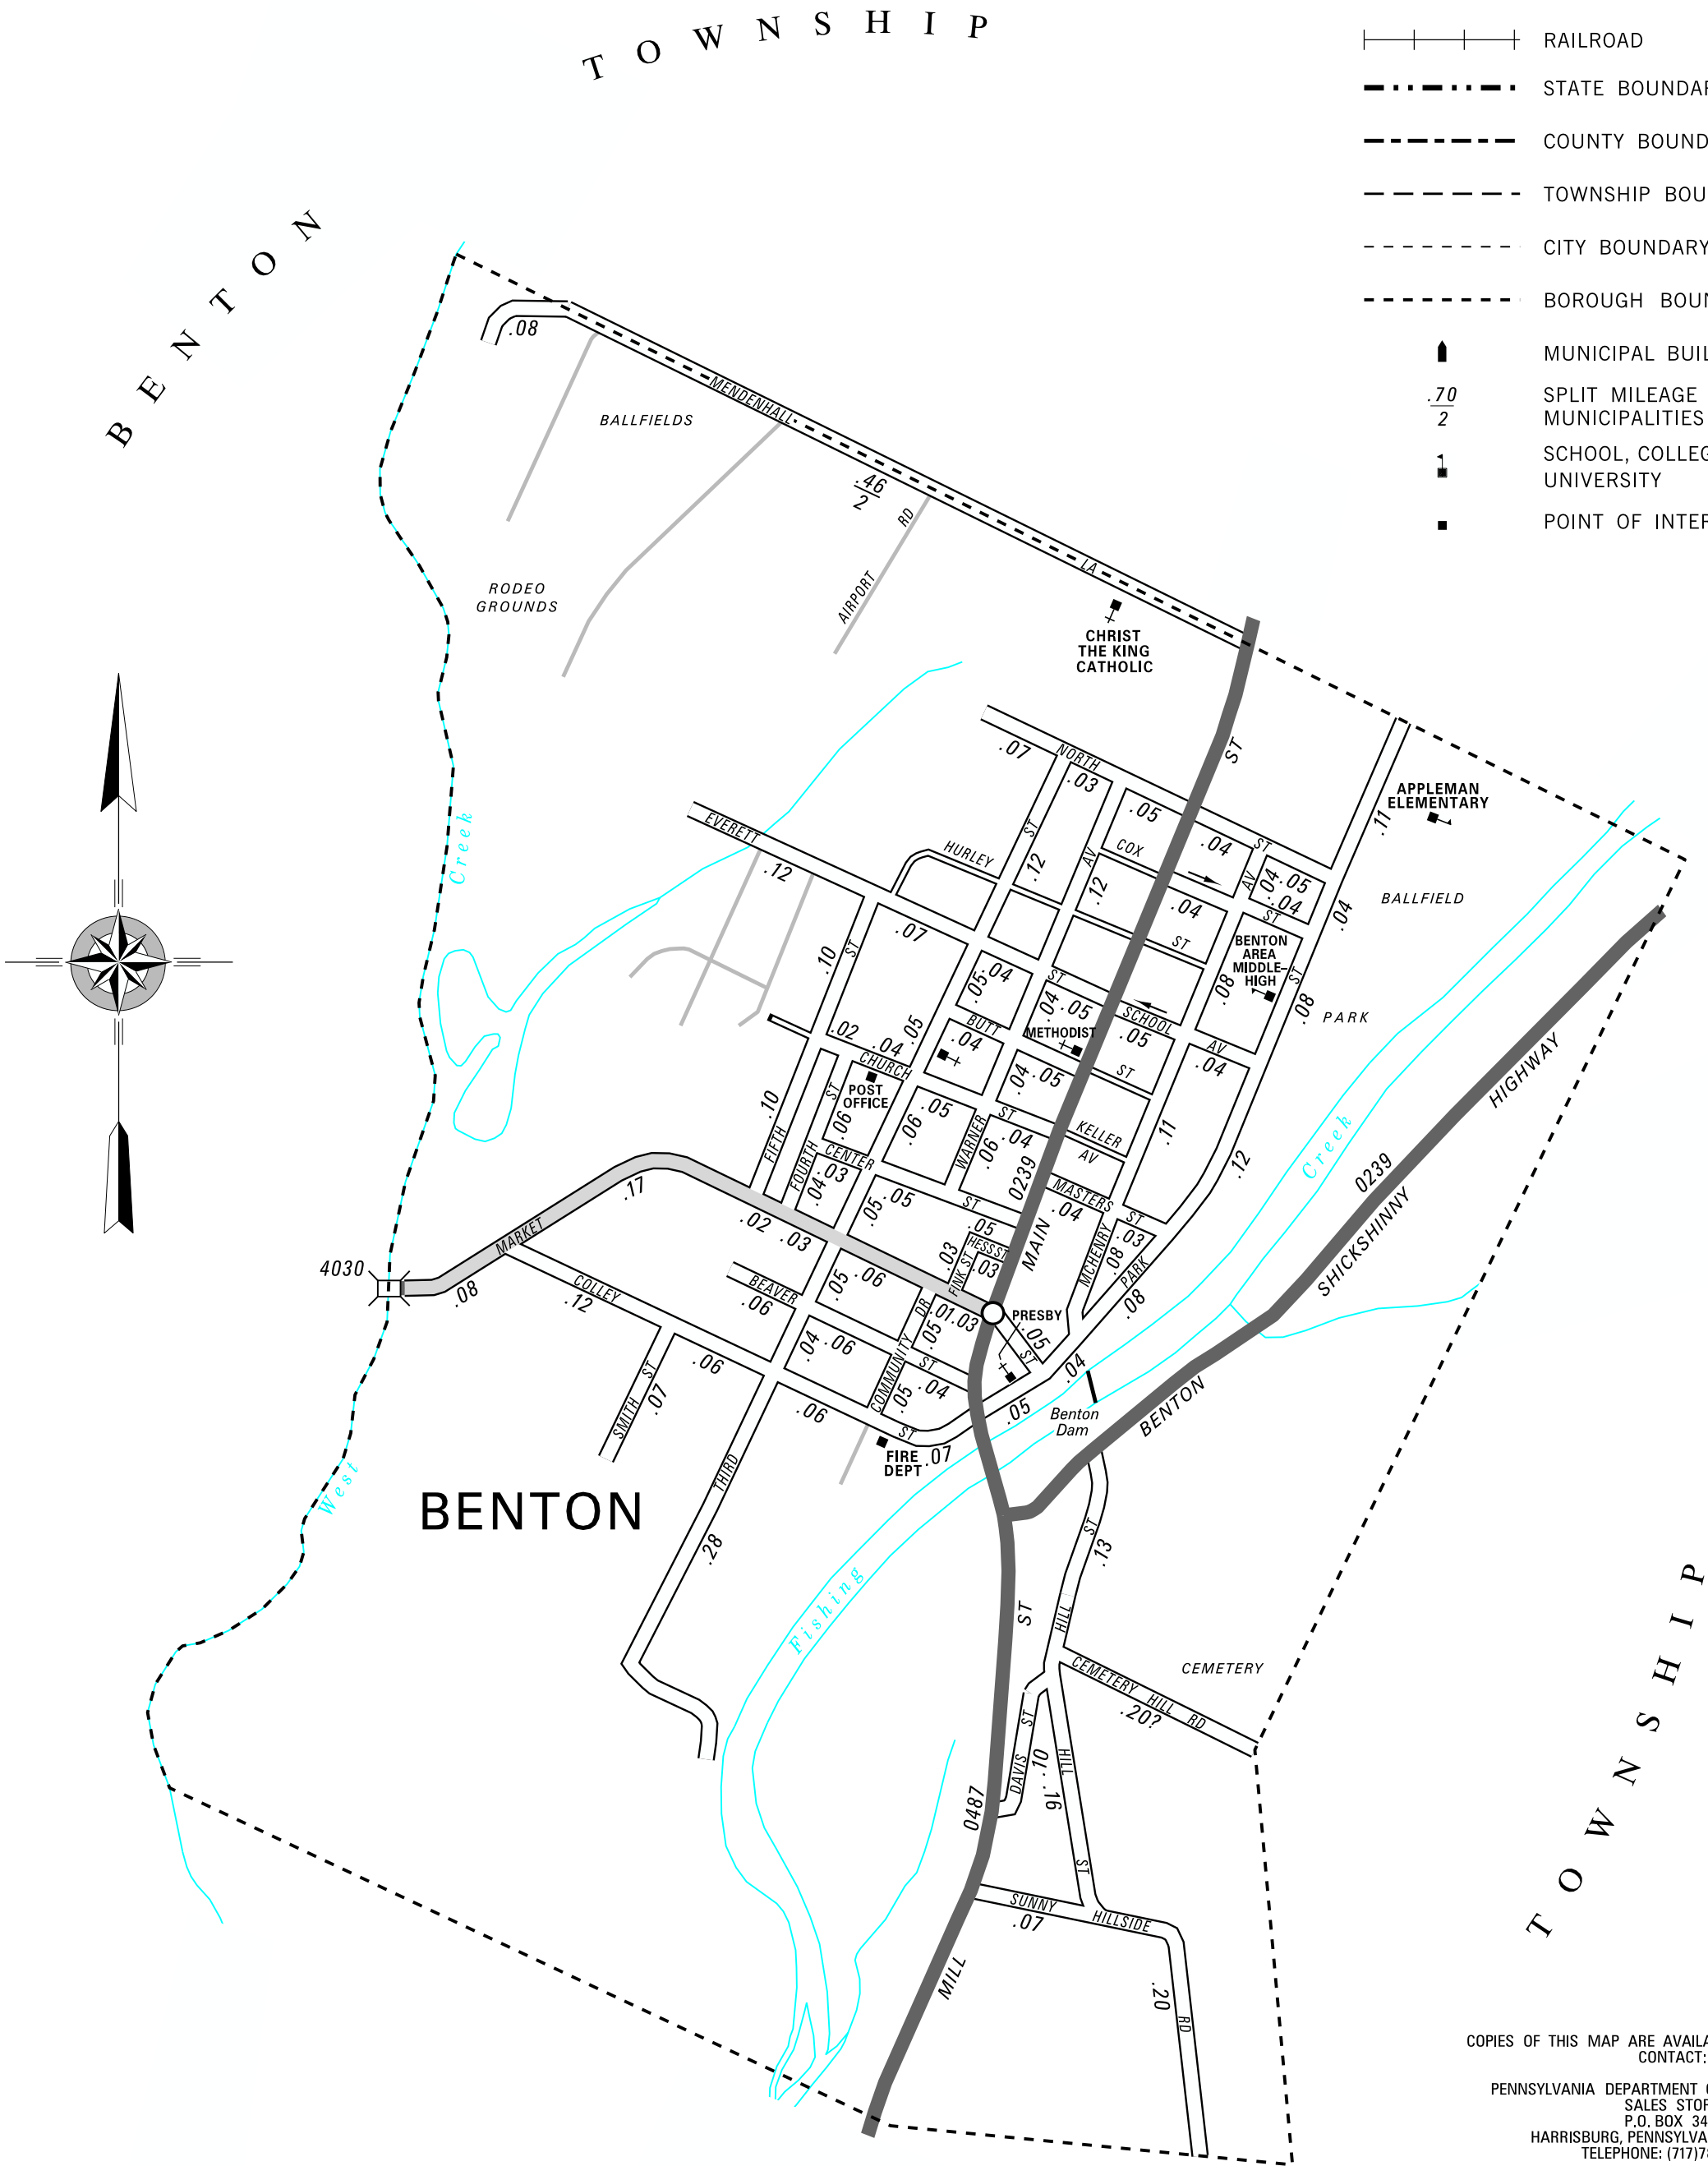 TOWNSHIP
BENTON
RAILROAD
STATE BOUNDAR
COUNTY BOUND
TOWNSHIP BOU
CITY BOUNDARY
BOROUGH BOUN
MUNICIPAL BUIL
.70
2
SPLIT MILEAGE
MUNICIPALITIES
SCHOOL, COLLEG
UNIVERSITY
POINT OF INTER
.08
MENDENHALL
LA
BALLFIELDS
.46
2
AIRPORT RD
RODEO
GROUNDS
CHRIST
THE KING
CATHOLIC
ST
.07
NORTH
.03
.05
.04
ST
.05
.04
.04
.11
APPLEMAN
ELEMENTARY
BALLFIELD
.04
EVERETT
.12
HURLEY
ST
.12
AV
.12
COX
AV
.04
ST
ST
BENTON
AREA
MIDDLE-
HIGH
ST
.08
.08
PARK
.07
.10
ST
.04
.05
ST
.04
.05
SCHOOL
.05
AV
.04
METHODIST
BUTT
.04
.02
.04
.05
CHURCH
POST
OFFICE
ST
.06
.10
FIFTH
FOURTH
CENTER
.03
.04
.05
.06
.04
.05
ST
ST
KELLER
AV
.11
.12
WARNER
.06
.04
0239
MASTERS
ST
.04
.03
.05
.05
ST
.05
HESS ST
FINK ST
.03
.03
MAIN
MCHENRY
.08
PARK
.08
Creek
HIGHWAY
0239
SHICKSHINNY
BENTON
Creek
4030
MARKET
.17
.08
.02
.03
COLLEY
.12
BEAVER
.06
.05
.06
DR
.01
.03
.05
PRESBY
.05
ST
.04
.05
Benton
Dam
SMITH ST
.07
.06
.04
.06
COMMUNITY
ST
.04
.05
.06
ST
FIRE
DEPT
.07
THIRD
.28
BENTON
West
Fishing
ST
HILL
ST
.13
CEMETERY
CEMETERY HILL RD
.20?
DAVIS ST
.10
HILL
.16
ST
0487
SUNNY
.07
HILLSIDE
.20
RD
MILL
TOWNSHIP
COPIES OF THIS MAP ARE AVAILA
CONTACT:
PENNSYLVANIA DEPARTMENT
SALES STOR
P.O. BOX 34
HARRISBURG, PENNSYLVA
TELEPHONE: (717)7